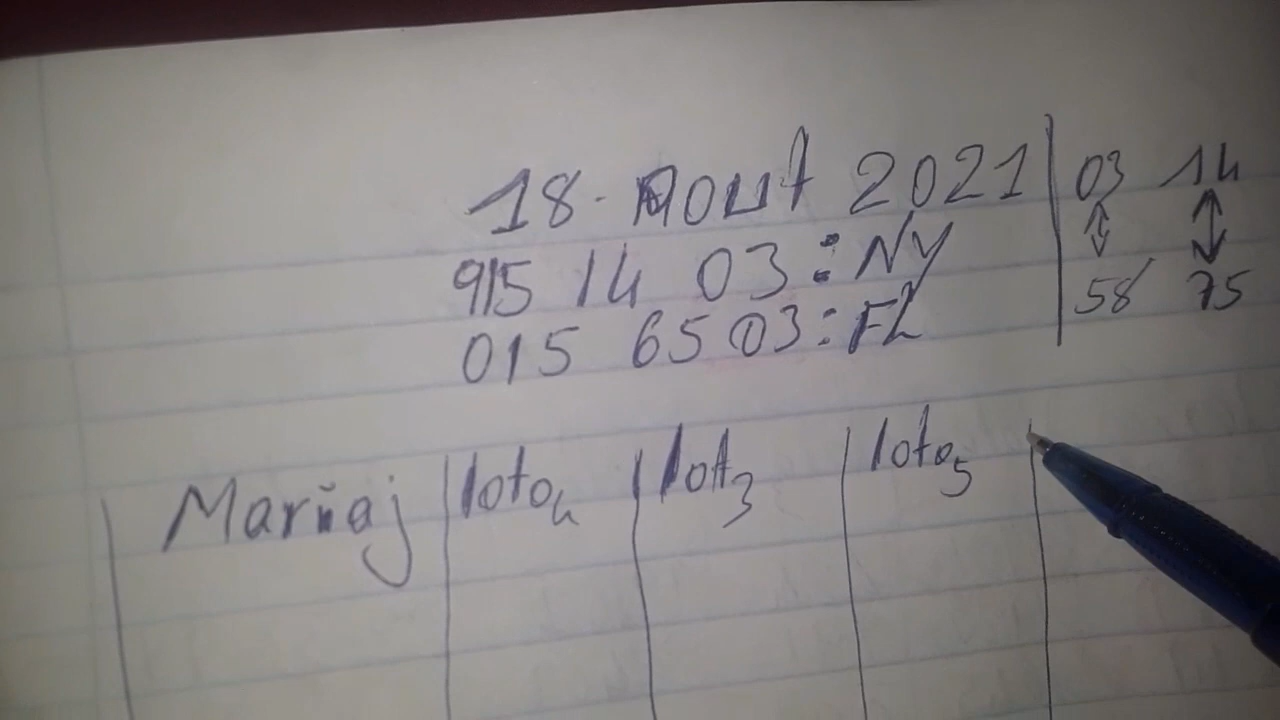 18. Aout 2021 | 03 14
915 14 03 : NY
015 65 03 : FL | 58 75
Mariaj | loto4 | lot3 | loto5